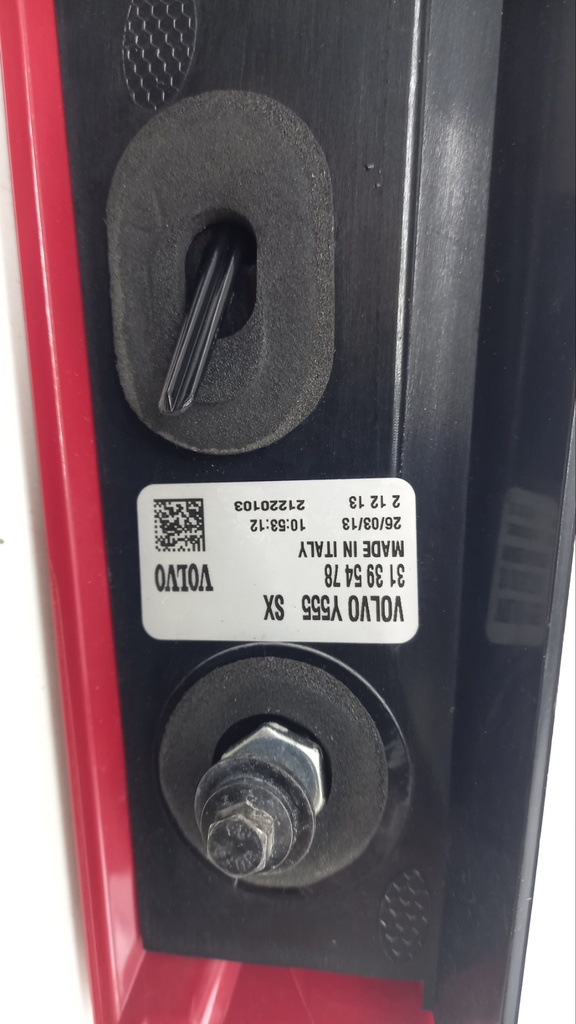 VOLVO Y555 SX
31 39 54 78 VOLVO
MADE IN ITALY
26/03/13 10:53:12
2 12 13 21220103